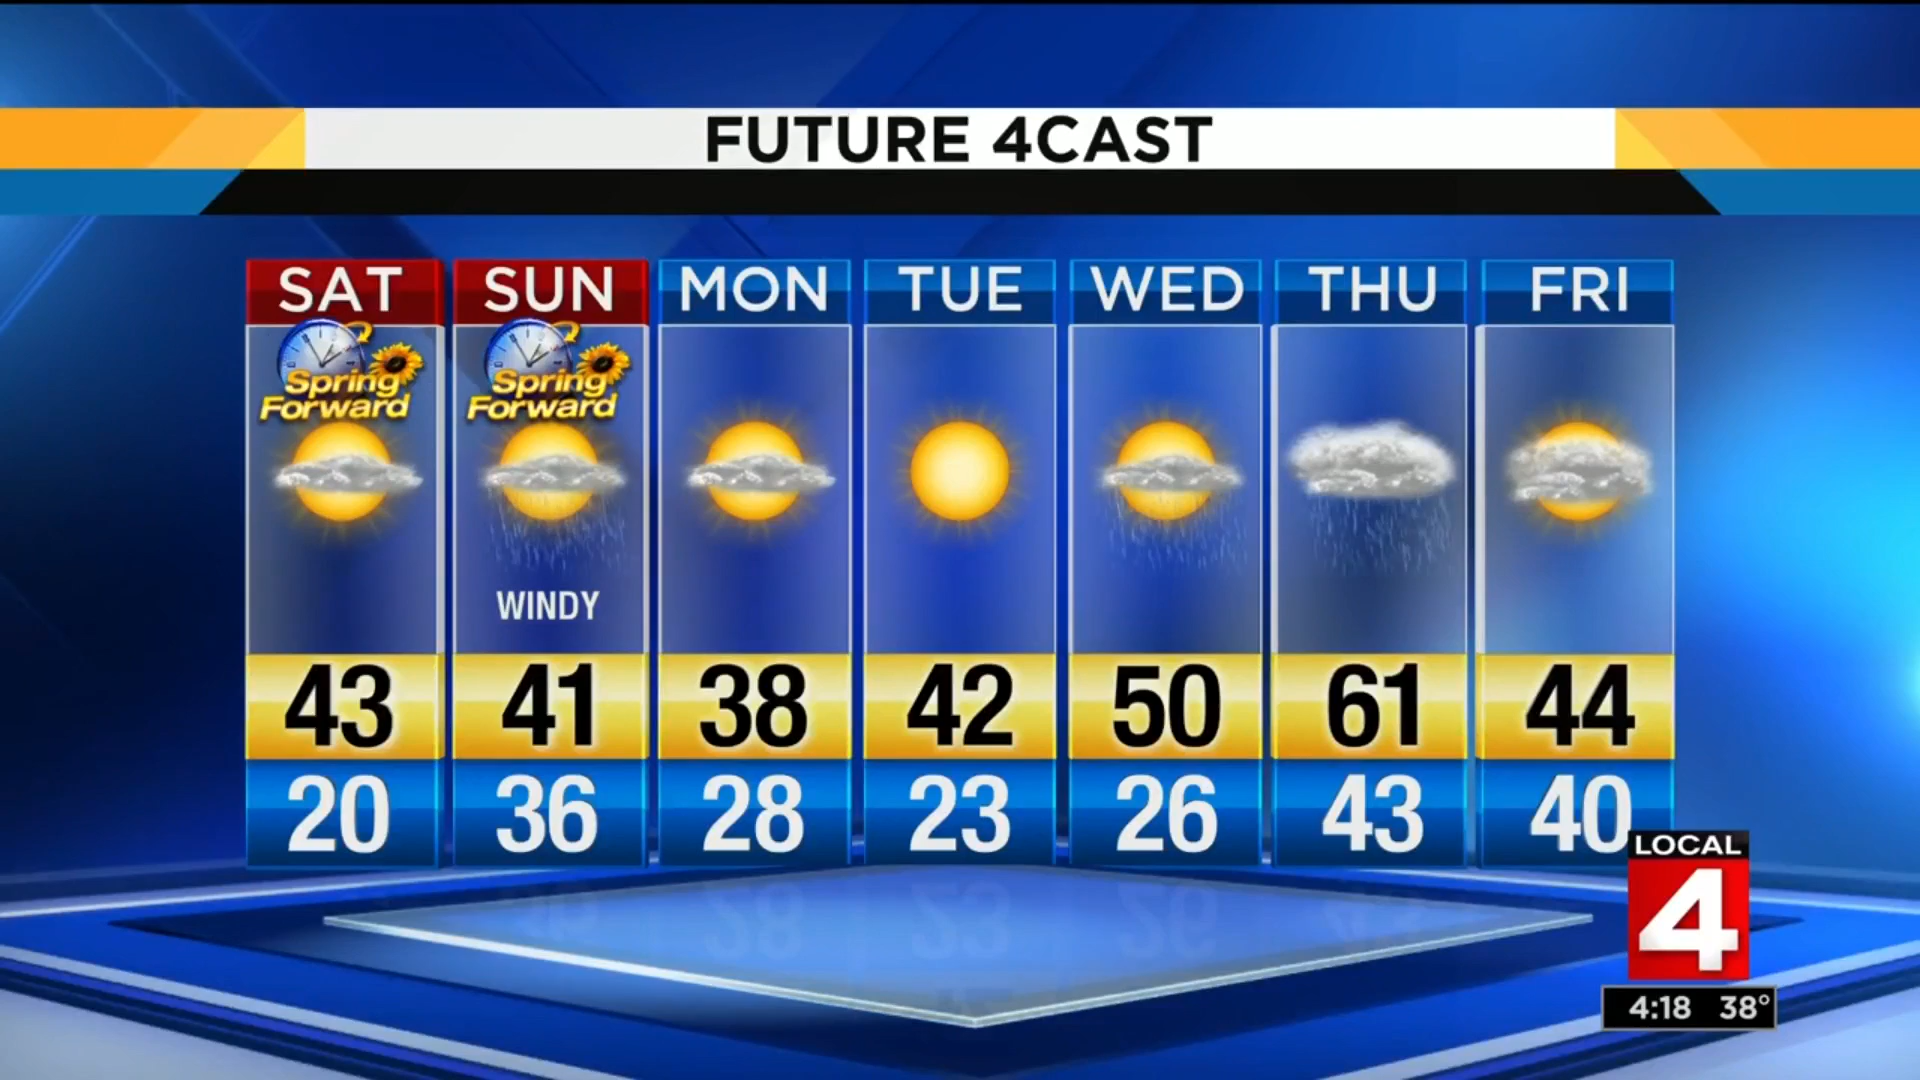 FUTURE 4CAST
SAT SUN MON TUE WED THU FRI
Spring Forward
Spring Forward
WINDY
43 41 38 42 50 61 44
20 36 28 23 26 43 40
LOCAL
4
4:18 38°